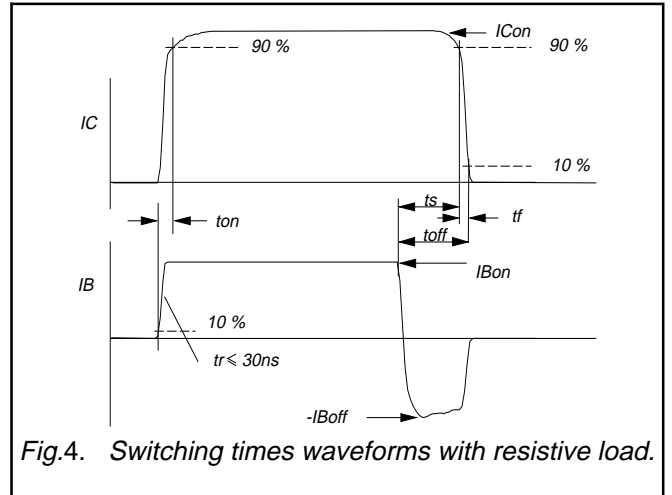 ICon
90 %
90 %
IC
10 %
ts
ton
tf
toff
IBon
IB
10 %
tr ⩽ 30ns
-IBoff
Fig.4. Switching times waveforms with resistive load.